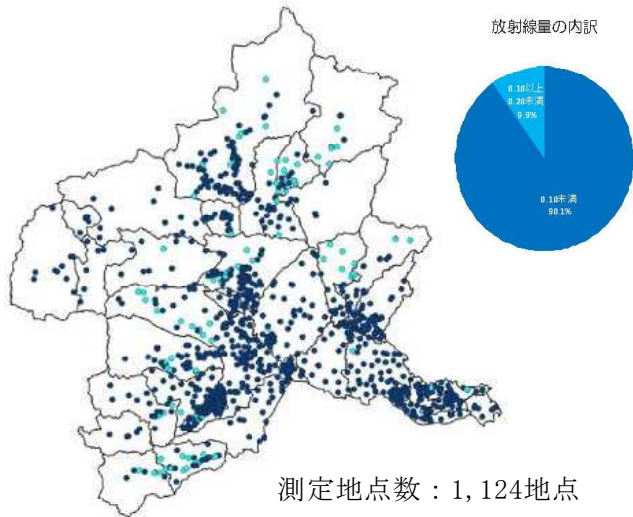 放射線量の内訳
0.10以上
0.20未満
9.9%
0.10未満
90.1%
測定地点数：1,124地点